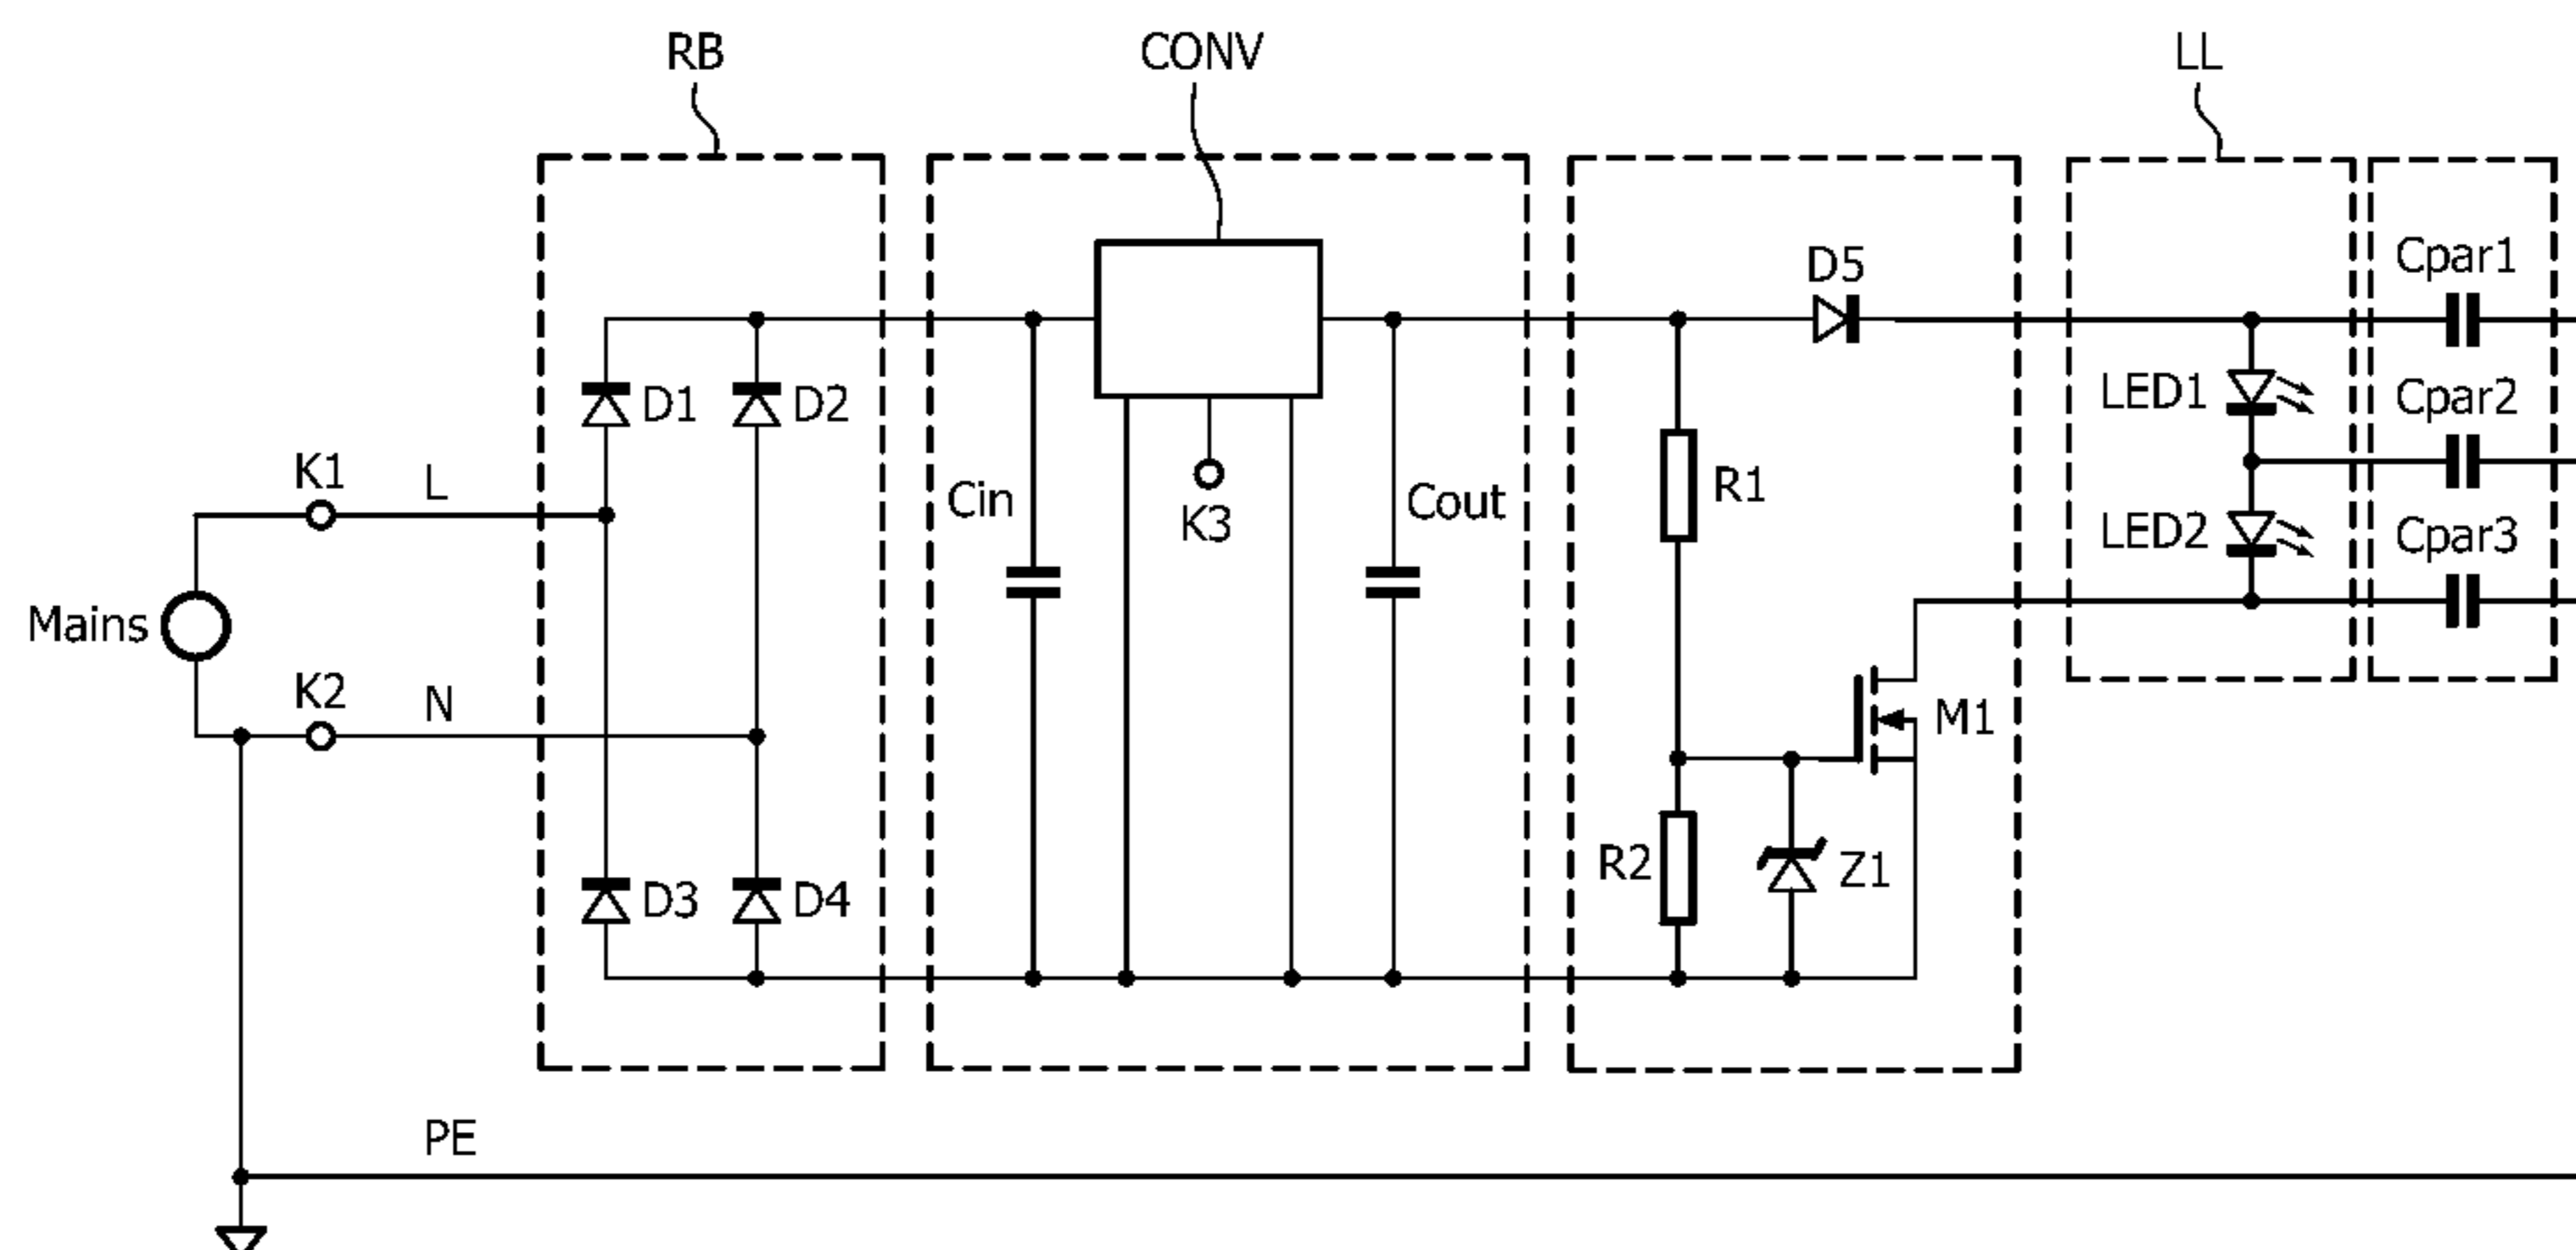 RB
CONV
LL
D5
Cpar1
D1
D2
LED1
Cpar2
K1
L
Cin
K3
Cout
R1
LED2
Cpar3
Mains
K2
N
M1
R2
Z1
D3
D4
PE